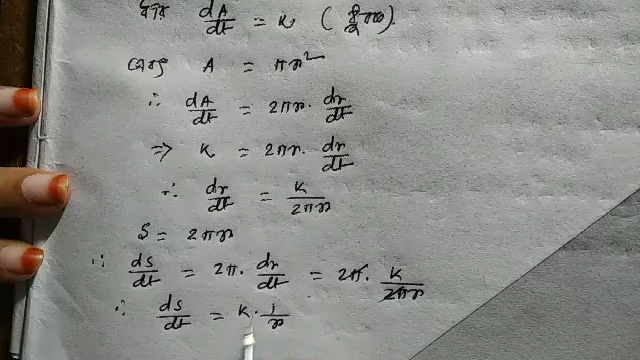 হার dA/dt = K (ধ্রুবক).
যেহেতু A = πr²
∴ dA/dt = 2πr · dr/dt
⇒ K = 2πr · dr/dt
∴ dr/dt = K/2πr
S = 2πr
∴ dS/dt = 2π · dr/dt = 2π · K/2πr
∴ dS/dt = K · 1/r